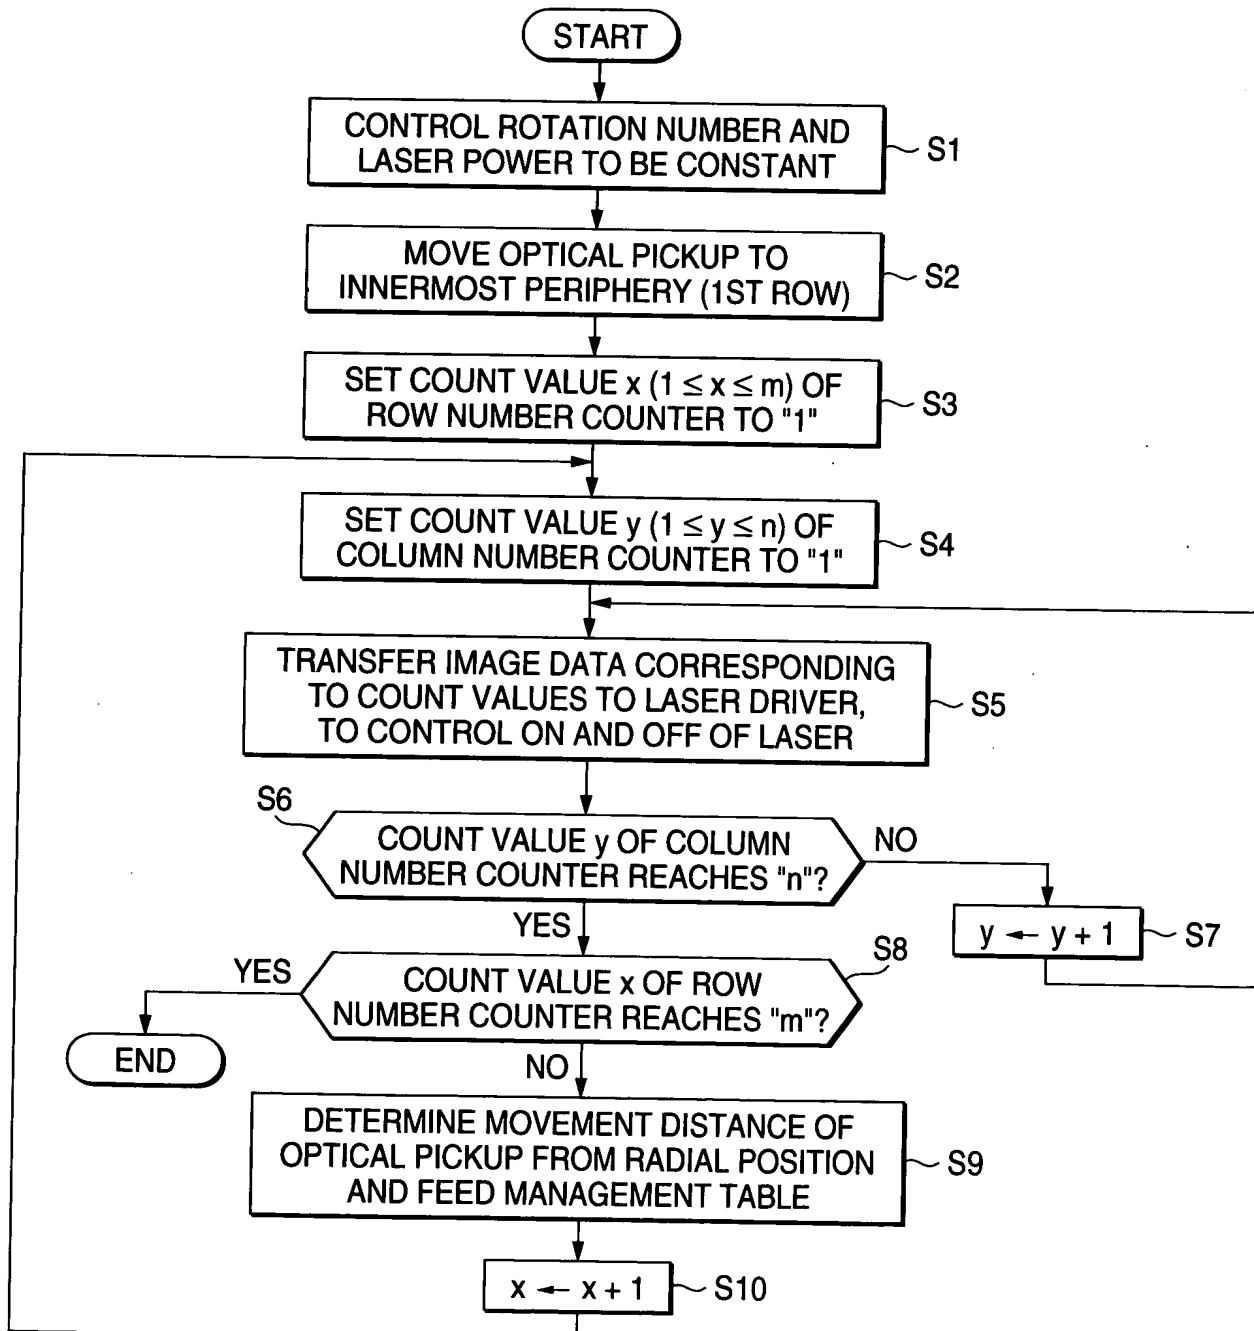 START
CONTROL ROTATION NUMBER AND
LASER POWER TO BE CONSTANT
S1
MOVE OPTICAL PICKUP TO
INNERMOST PERIPHERY (1ST ROW)
S2
SET COUNT VALUE x (1 ≤ x ≤ m) OF
ROW NUMBER COUNTER TO "1"
S3
SET COUNT VALUE y (1 ≤ y ≤ n) OF
COLUMN NUMBER COUNTER TO "1"
S4
TRANSFER IMAGE DATA CORRESPONDING
TO COUNT VALUES TO LASER DRIVER,
TO CONTROL ON AND OFF OF LASER
S5
S6
COUNT VALUE y OF COLUMN
NUMBER COUNTER REACHES "n"?
NO
YES
y ← y + 1
S7
S8
YES
COUNT VALUE x OF ROW
NUMBER COUNTER REACHES "m"?
END
NO
DETERMINE MOVEMENT DISTANCE OF
OPTICAL PICKUP FROM RADIAL POSITION
AND FEED MANAGEMENT TABLE
S9
x ← x + 1
S10